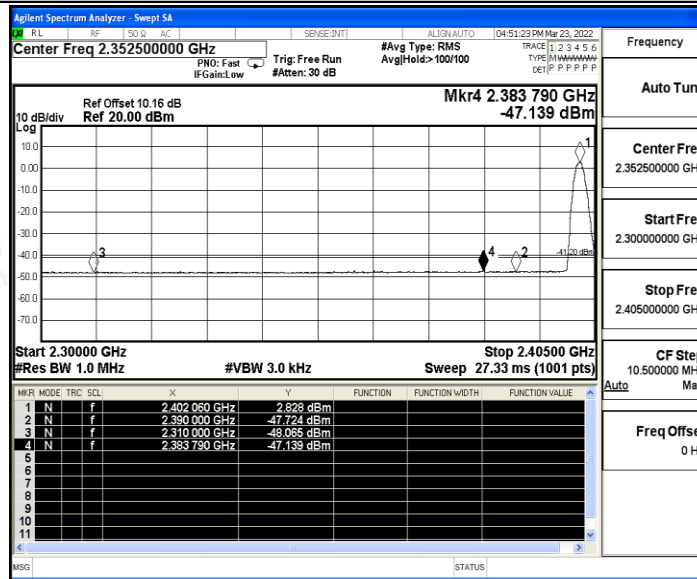 Agilent Spectrum Analyzer - Swept SA
RL RF 50 Ω AC SENSE:INT ALIGN AUTO 04:51:23 PM Mar 23, 2022
Center Freq 2.352500000 GHz
PNO: Fast
IFGain:Low
Trig: Free Run
#Atten: 30 dB
#Avg Type: RMS
Avg|Hold:>100/100
TRACE 1 2 3 4 5 6
TYPE M
DET P P P P P P
Frequency
Mkr4 2.383 790 GHz
-47.139 dBm
Ref Offset 10.16 dB
Ref 20.00 dBm
10 dB/div
Log
10.0
0.00
-10.0
-20.0
-30.0
-40.0
-50.0
-60.0
-70.0
1
2
3
4
-41.20 dBm
Start 2.30000 GHz
Stop 2.40500 GHz
#Res BW 1.0 MHz
#VBW 3.0 kHz
Sweep 27.33 ms (1001 pts)
MKR MODE TRC SCL X Y FUNCTION FUNCTION WIDTH FUNCTION VALUE
1 N f 2.402 060 GHz 2.828 dBm
2 N f 2.390 000 GHz -47.724 dBm
3 N f 2.310 000 GHz -48.065 dBm
4 N f 2.383 790 GHz -47.139 dBm
5
6
7
8
9
10
11
MSG
STATUS
Auto Tun
Center Fre
2.352500000 GH
Start Fre
2.300000000 GH
Stop Fre
2.405000000 GH
CF Ste
10.500000 MH
Auto Ma
Freq Offse
0 H